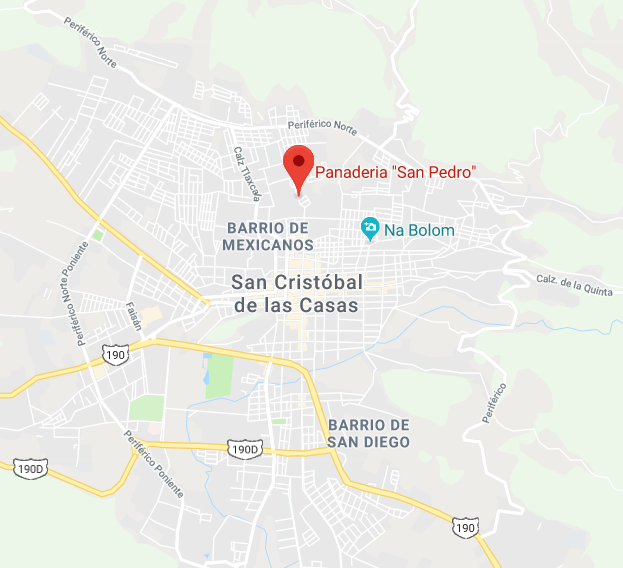 Periférico Norte
Periférico Norte
Calz Tlaxcala
Panaderia "San Pedro"
BARRIO DE
MEXICANOS
Na Bolom
San Cristóbal
de las Casas
Calz. de la Quinta
Periférico Norte Poniente
Faisán
190
Periférico
BARRIO DE
SAN DIEGO
190D
190D
Periférico Poniente
190